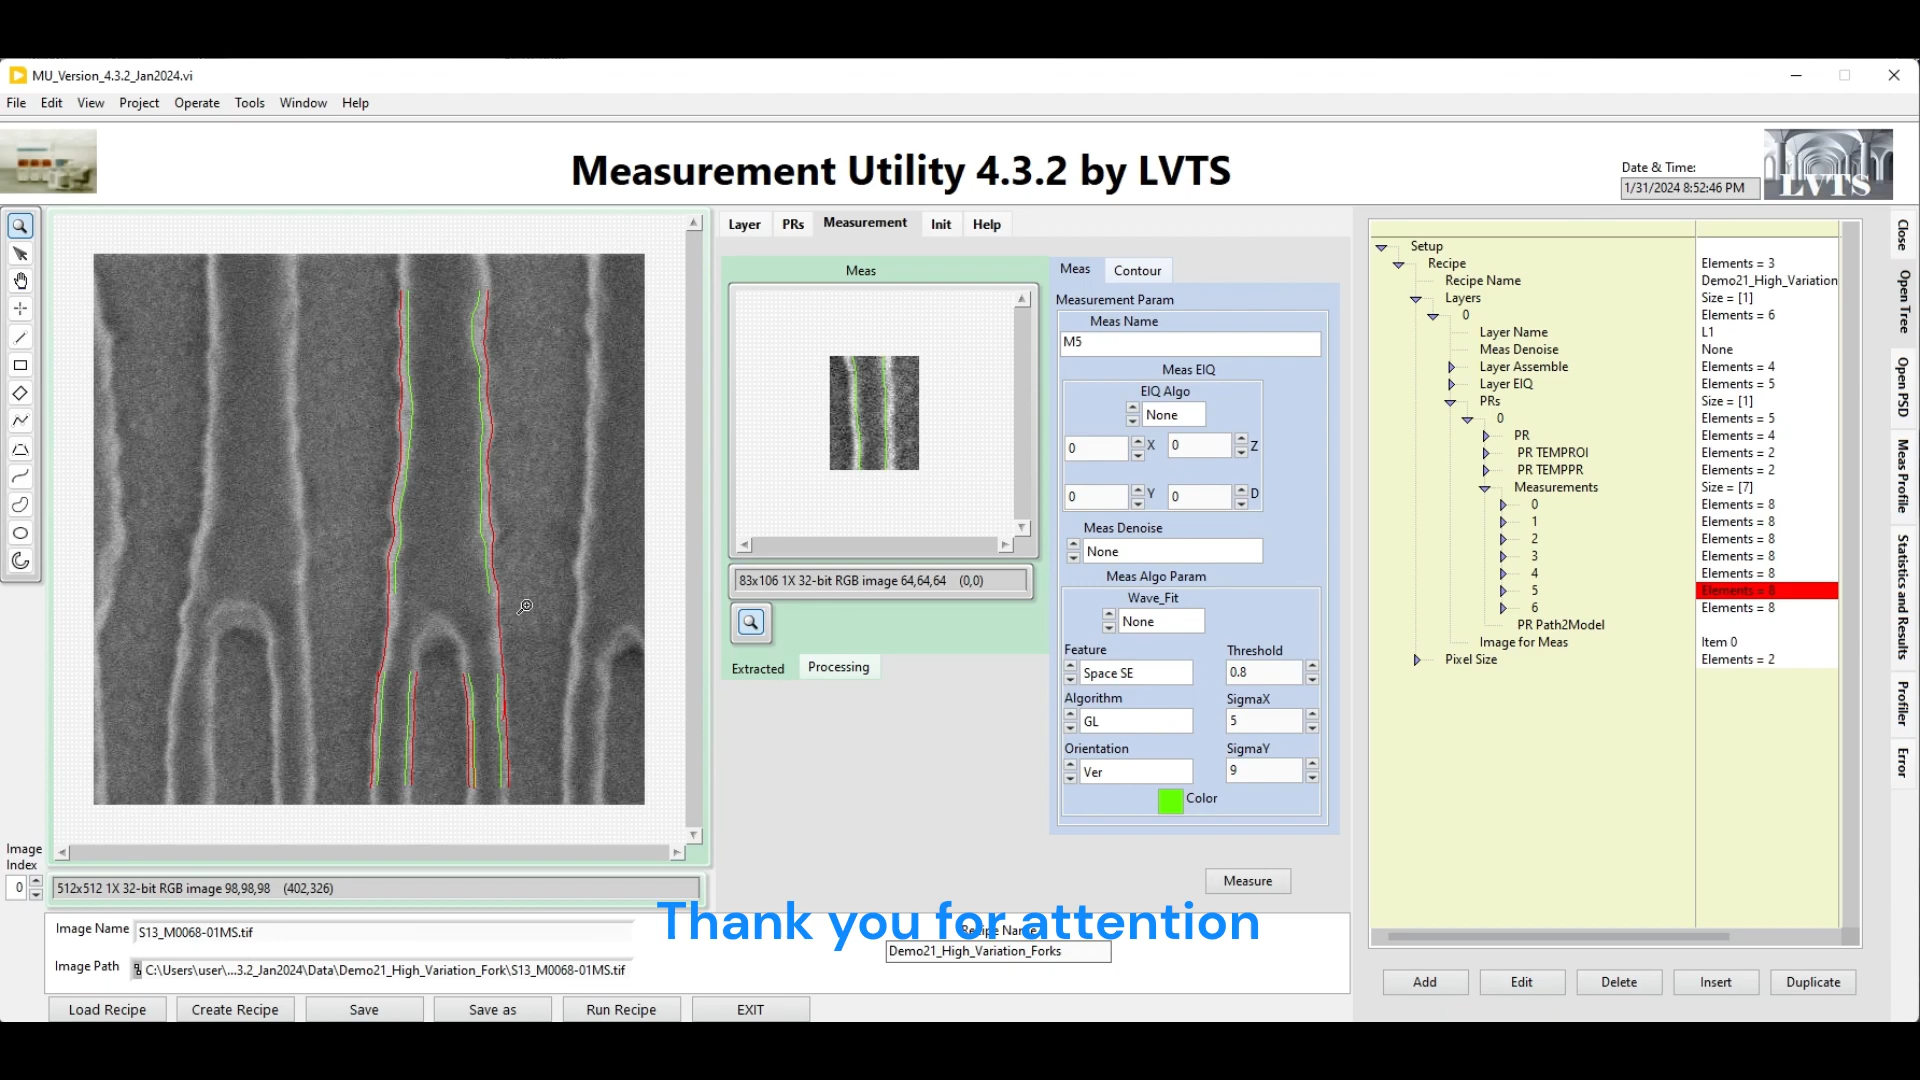 MU_Version_4.3.2_Jan2024.vi
File Edit View Project Operate Tools Window Help
Measurement Utility 4.3.2 by LVTS
Date & Time:
1/31/2024 8:52:46 PM
LVTS
Layer PRs Measurement Init Help
Meas
83x106 1X 32-bit RGB image 64,64,64 (0,0)
Extracted Processing
Meas Contour
Measurement Param
Meas Name
M5
Meas EIQ
EIQ Algo
None
0 X 0 Z
0 Y 0 D
Meas Denoise
None
Meas Algo Param
Wave_Fit
None
Feature Threshold
Space SE 0.8
Algorithm SigmaX
GL 5
Orientation SigmaY
Ver 9
Color
Measure
Setup
Recipe Elements = 3
Recipe Name Demo21_High_Variation
Layers Size = [1]
0 Elements = 6
Layer Name L1
Meas Denoise None
Layer Assemble Elements = 4
Layer EIQ Elements = 5
PRs Size = [1]
0 Elements = 5
PR Elements = 4
PR TEMPROI Elements = 2
PR TEMPPR Elements = 2
Measurements Size = [7]
0 Elements = 8
1 Elements = 8
2 Elements = 8
3 Elements = 8
4 Elements = 8
5 Elements = 8
6 Elements = 8
PR Path2Model
Image for Meas Item 0
Pixel Size Elements = 2
Close
Open Tree
Open PSD
Meas Profile
Statistics and Results
Profiler
Error
Add Edit Delete Insert Duplicate
Image
Index
0
512x512 1X 32-bit RGB image 98,98,98 (402,326)
Image Name S13_M0068-01MS.tif
Image Path C:\Users\user\...3.2_Jan2024\Data\Demo21_High_Variation_Fork\S13_M0068-01MS.tif
Thank you for attention
Recipe Name
Demo21_High_Variation_Forks
Load Recipe Create Recipe Save Save as Run Recipe EXIT